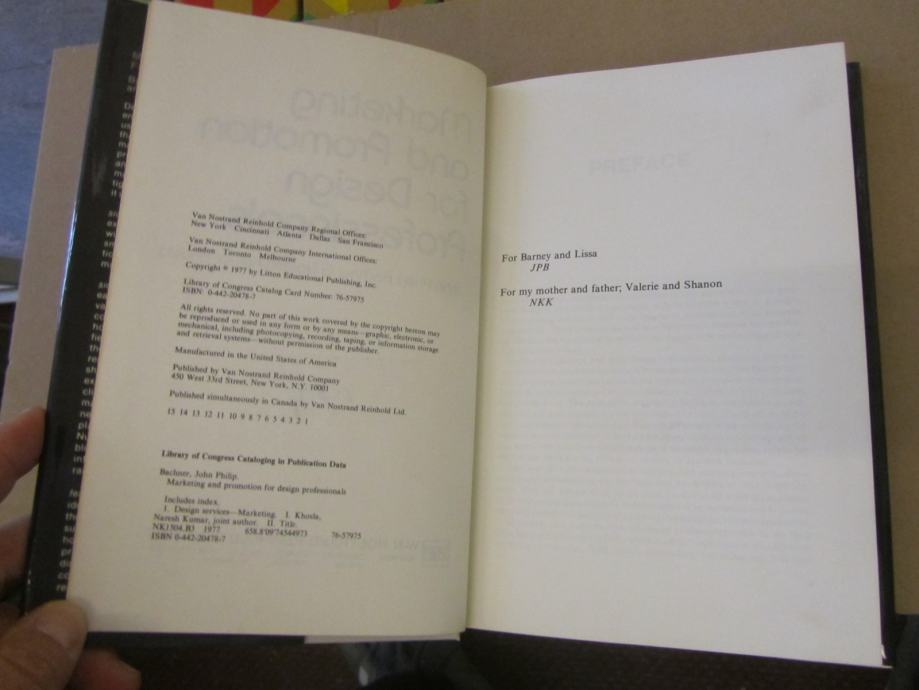 Van Nostrand Reinhold Company Regional Offices:
New York Cincinnati Atlanta Dallas San Francisco
Van Nostrand Reinhold Company International Offices:
London Toronto Melbourne
Copyright © 1977 by Litton Educational Publishing, Inc.
Library of Congress Catalog Card Number: 76-57975
ISBN: 0-442-20478-7
All rights reserved. No part of this work covered by the copyright hereon may
be reproduced or used in any form or by any means—graphic, electronic, or
mechanical, including photocopying, recording, taping, or information storage
and retrieval systems—without permission of the publisher.
Manufactured in the United States of America
Published by Van Nostrand Reinhold Company
450 West 33rd Street, New York, N.Y. 10001
Published simultaneously in Canada by Van Nostrand Reinhold Ltd.
15 14 13 12 11 10 9 8 7 6 5 4 3 2 1
Library of Congress Cataloging in Publication Data
Bachner, John Philip.
Marketing and promotion for design professionals
Includes index.
1. Design services—Marketing. I. Khosla,
Naresh Kumar, joint author. II. Title.
NK1504.B3 1977 658.8'09'74544973 76-57975
ISBN 0-442-20478-7
For Barney and Lissa
JPB
For my mother and father; Valerie and Shanon
NKK
PREFACE